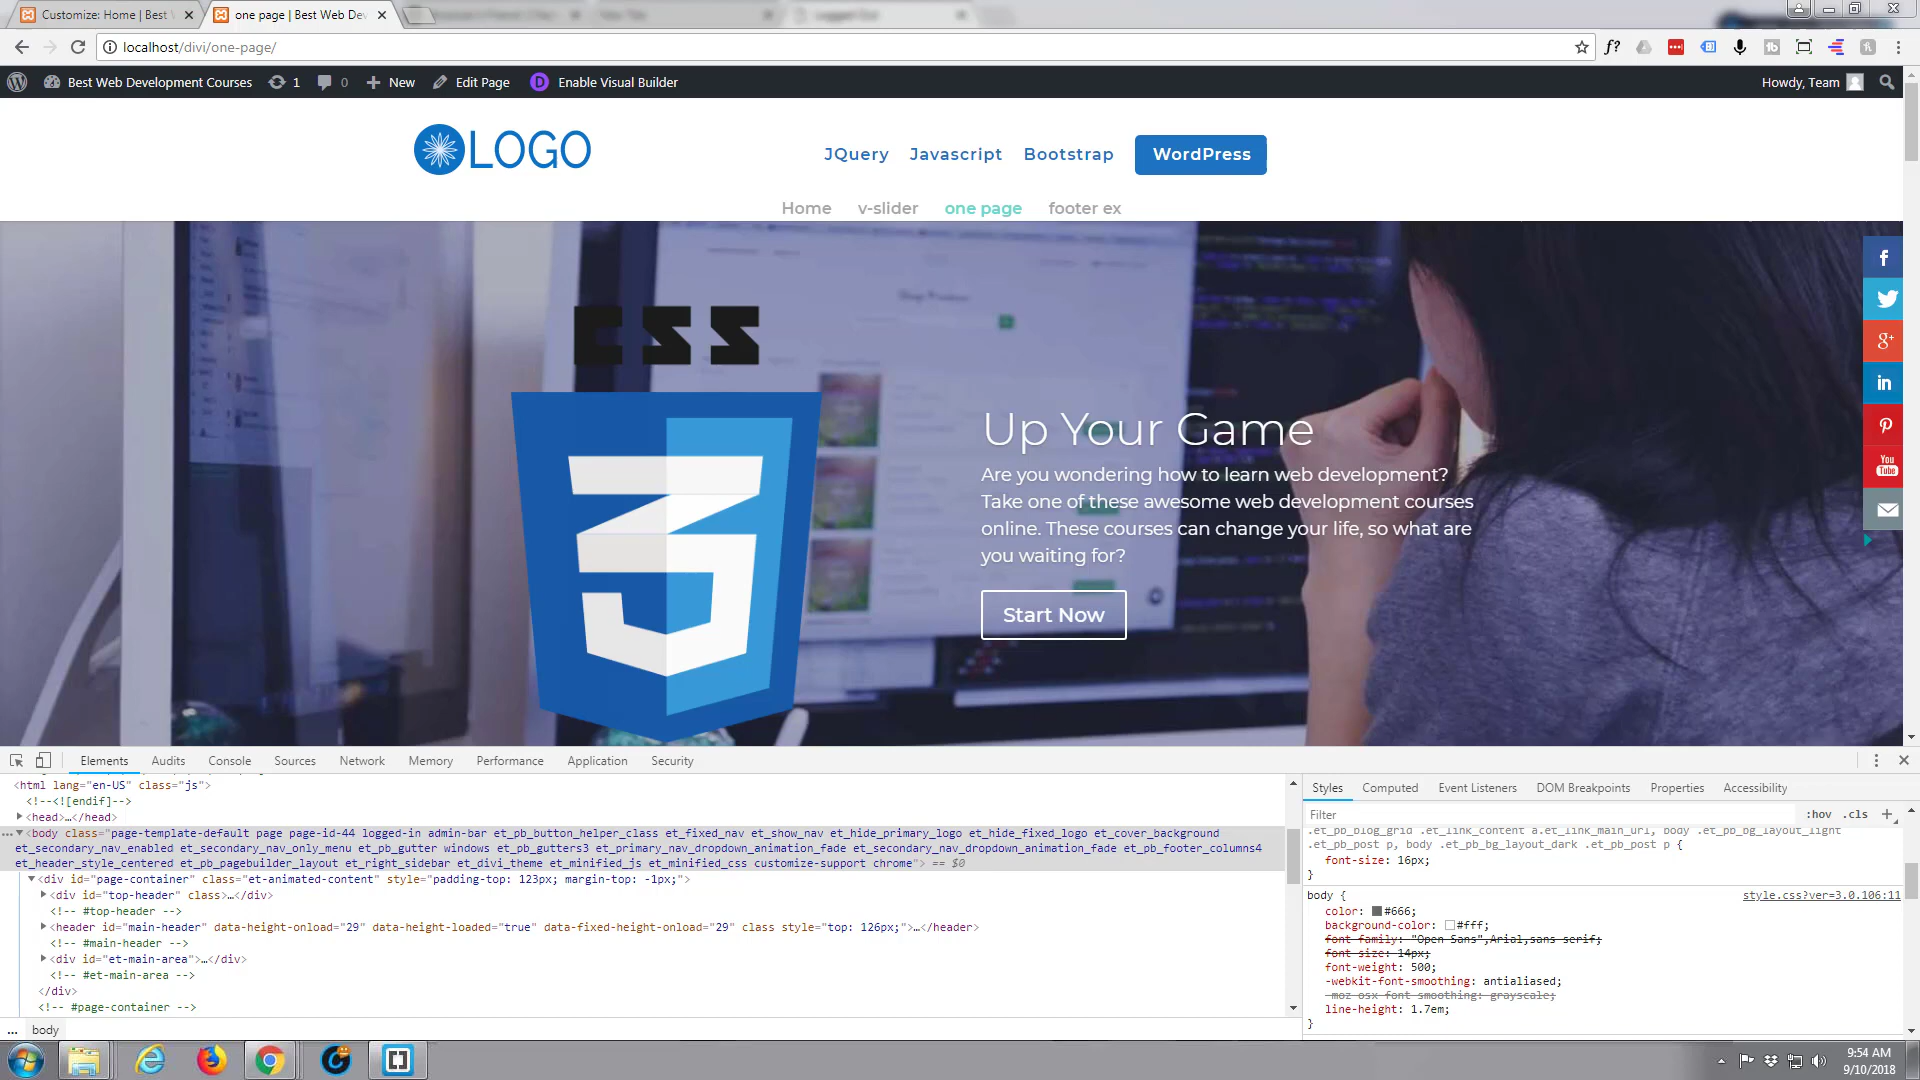 Customize: Home | Best
one page | Best Web Dev
localhost/divi/one-page/
Best Web Development Courses 1 0 New Edit Page Enable Visual Builder Howdy, Team
LOGO
JQuery Javascript Bootstrap WordPress
Home v-slider one page footer ex
CSS
3
Up Your Game
Are you wondering how to learn web development?
Take one of these awesome web development courses
online. These courses can change your life, so what are
you waiting for?
Start Now
You
Tube
Elements Audits Console Sources Network Memory Performance Application Security
<html lang="en-US" class="js">
<!--<![endif]-->
<head>…</head>
<body class="page-template-default page page-id-44 logged-in admin-bar et_pb_button_helper_class et_fixed_nav et_show_nav et_hide_primary_logo et_hide_fixed_logo et_cover_background
et_secondary_nav_enabled et_secondary_nav_only_menu et_pb_gutter windows et_pb_gutters3 et_primary_nav_dropdown_animation_fade et_secondary_nav_dropdown_animation_fade et_pb_footer_columns4
et_header_style_centered et_pb_pagebuilder_layout et_right_sidebar et_divi_theme et_minified_js et_minified_css customize-support chrome"> == $0
<div id="page-container" class="et-animated-content" style="padding-top: 123px; margin-top: -1px;">
<div id="top-header" class>…</div>
<!-- #top-header -->
<header id="main-header" data-height-onload="29" data-height-loaded="true" data-fixed-height-onload="29" class style="top: 126px;">…</header>
<!-- #main-header -->
<div id="et-main-area">…</div>
<!-- #et-main-area -->
</div>
<!-- #page-container -->
... body
Styles Computed Event Listeners DOM Breakpoints Properties Accessibility
Filter :hov .cls +
.et_pb_blog_grid .et_link_content a.et_link_main_url, body .et_pb_bg_layout_light
.et_pb_post p, body .et_pb_bg_layout_dark .et_pb_post p {
font-size: 16px;
}
body { style.css?ver=3.0.106:11
color: #666;
background-color: #fff;
font-family: "Open Sans",Arial,sans-serif;
font-size: 14px;
font-weight: 500;
-webkit-font-smoothing: antialiased;
-moz-osx-font-smoothing: grayscale;
line-height: 1.7em;
}
9:54 AM
9/10/2018